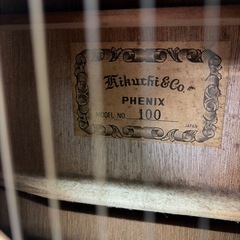 Kikuchi & Co.
PHENIX
MODEL NO 100
JAPAN